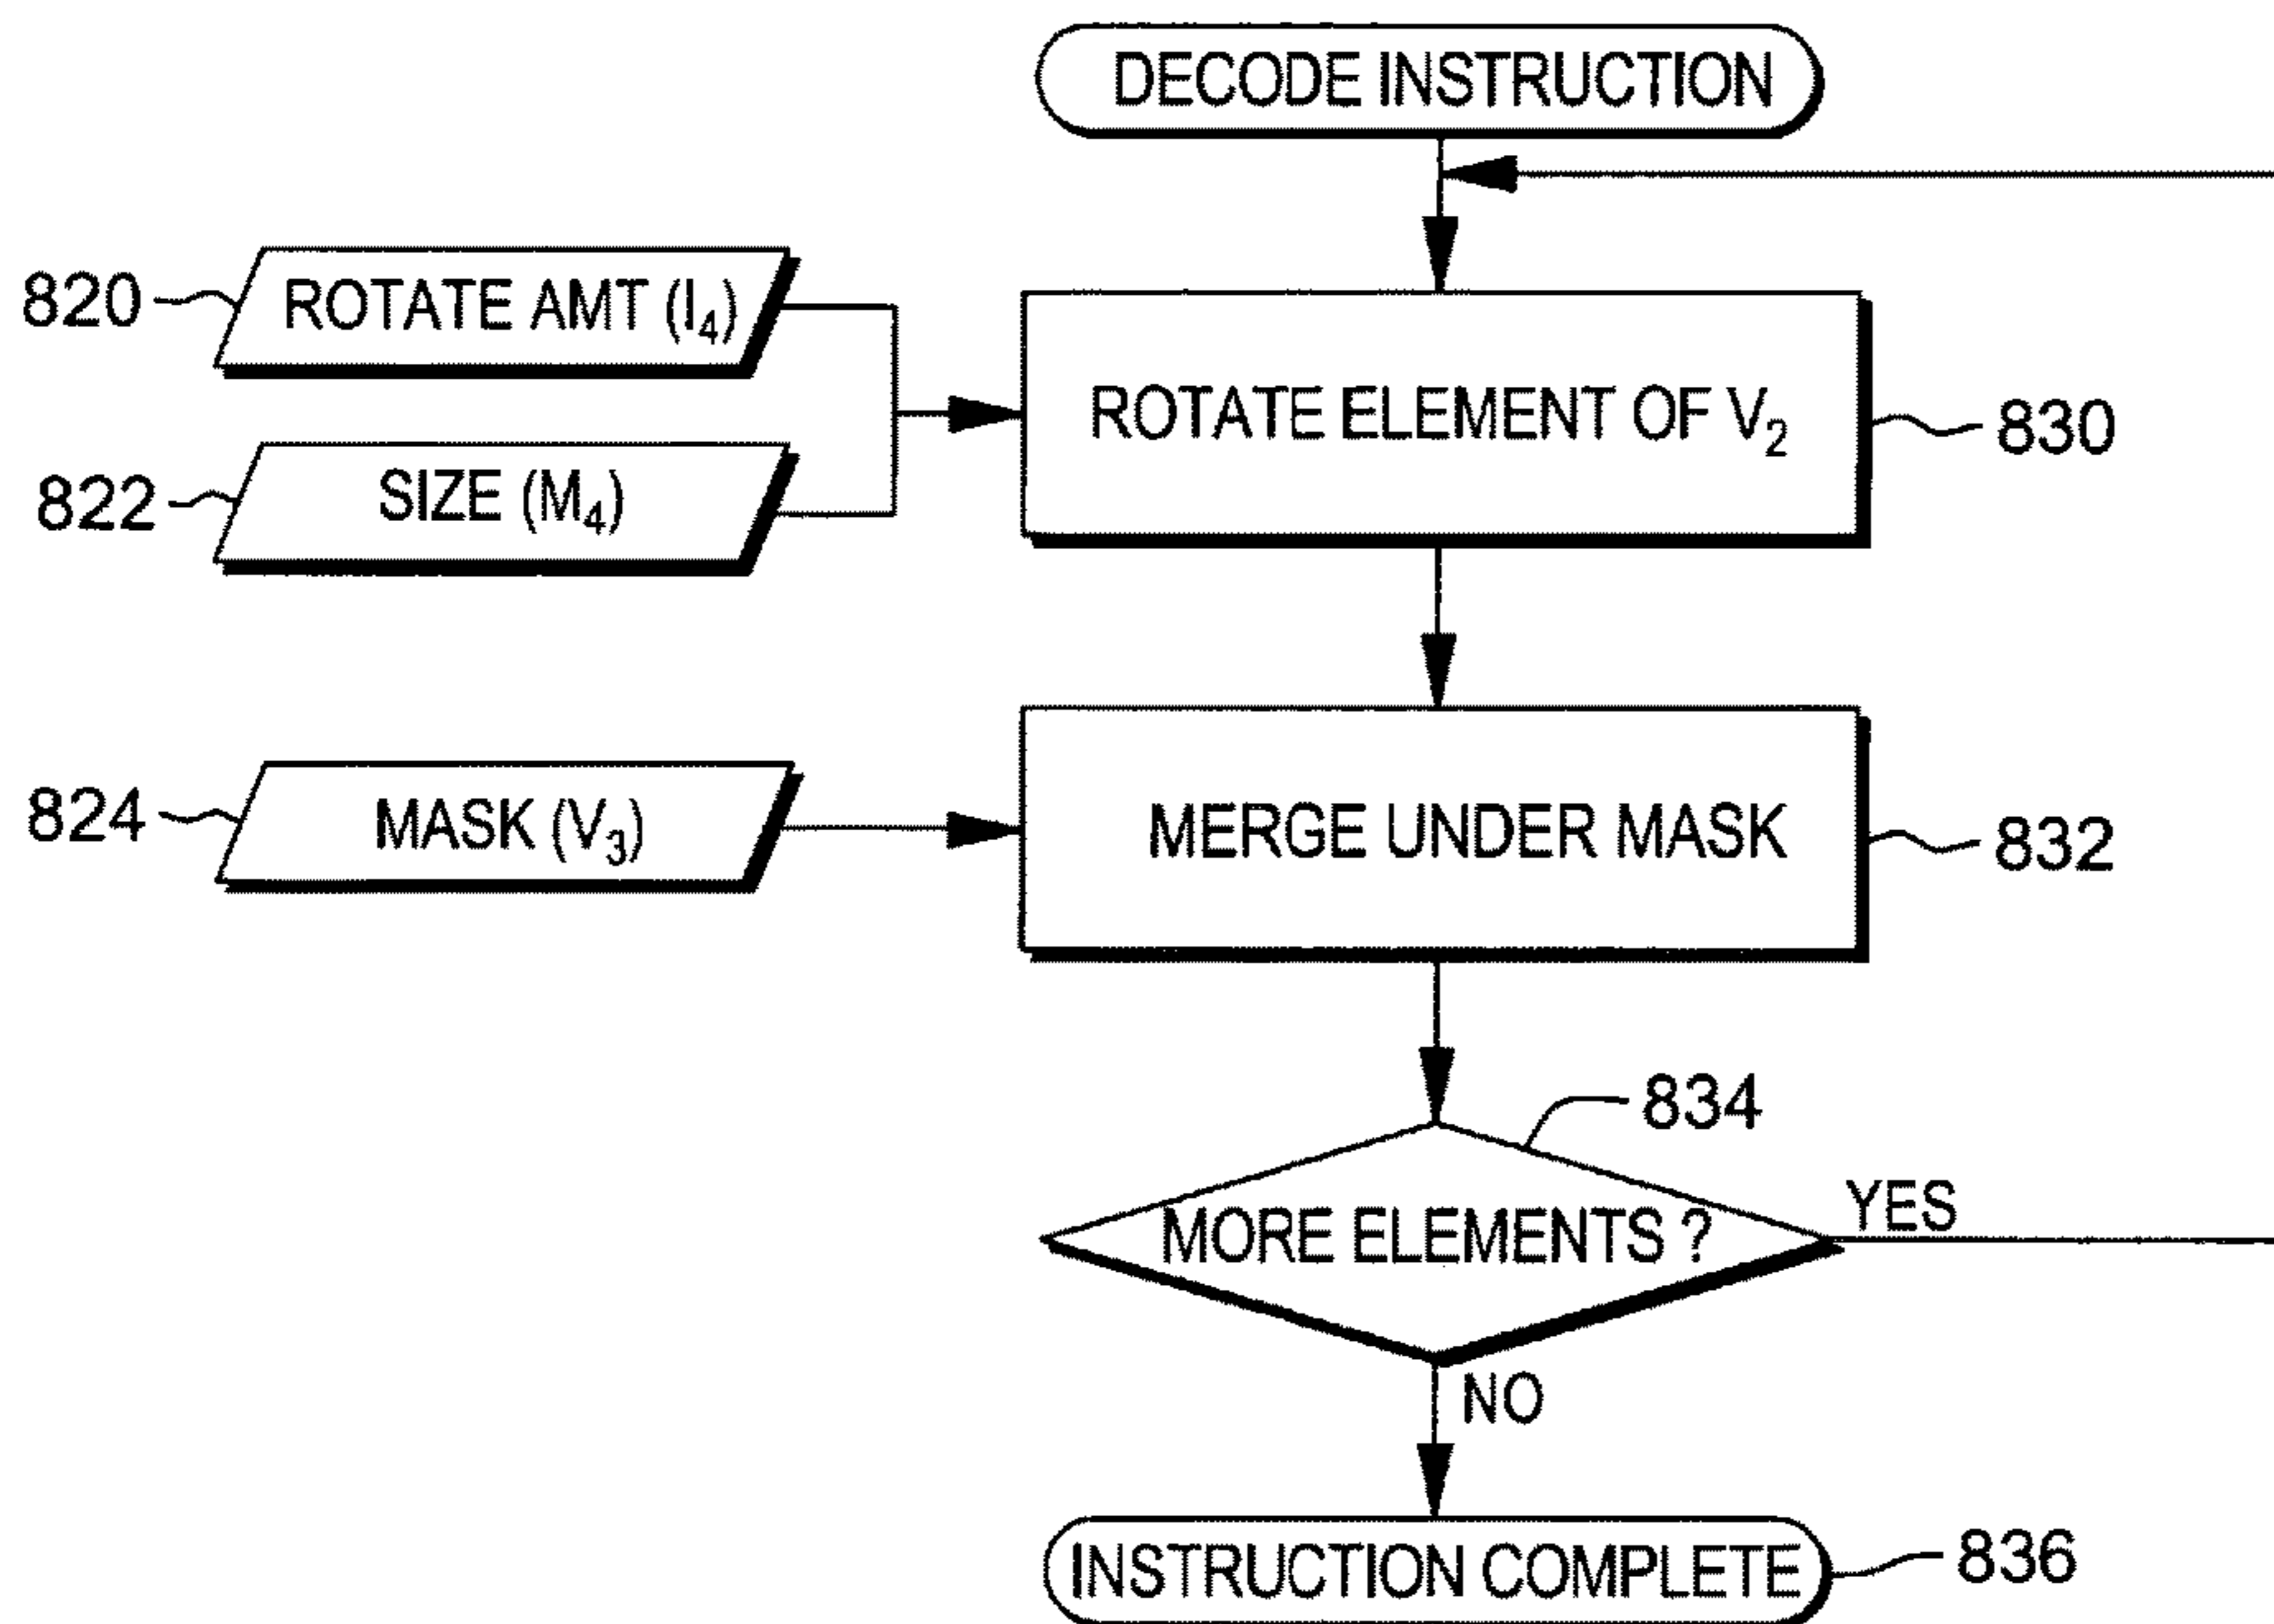 DECODE INSTRUCTION
820 ROTATE AMT (I₄)
822 SIZE (M₄)
ROTATE ELEMENT OF V₂ 830
824 MASK (V₃)
MERGE UNDER MASK 832
834
MORE ELEMENTS ? YES
NO
INSTRUCTION COMPLETE 836